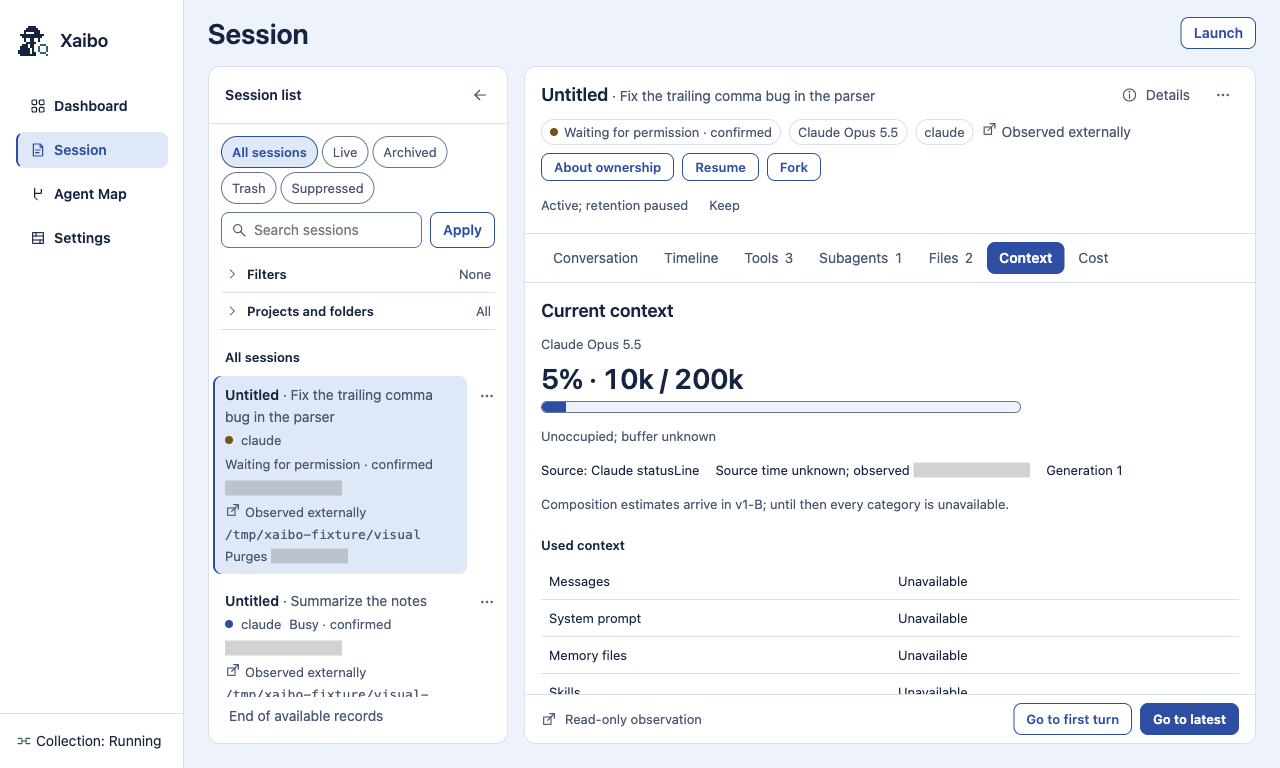 Xaibo
Dashboard
Session
Agent Map
Settings
Collection: Running
Session
Launch
Session list
All sessions
Live
Archived
Trash
Suppressed
Search sessions
Apply
Filters
None
Projects and folders
All
All sessions
Untitled · Fix the trailing comma
bug in the parser
claude
Waiting for permission · confirmed
Observed externally
/tmp/xaibo-fixture/visual
Purges
Untitled · Summarize the notes
claude Busy · confirmed
Observed externally
/tmp/xaibo-fixture/visual-
End of available records
Untitled · Fix the trailing comma bug in the parser
Details
Waiting for permission · confirmed
Claude Opus 5.5
claude
Observed externally
About ownership
Resume
Fork
Active; retention paused
Keep
Conversation
Timeline
Tools 3
Subagents 1
Files 2
Context
Cost
Current context
Claude Opus 5.5
5% · 10k / 200k
Unoccupied; buffer unknown
Source: Claude statusLine
Source time unknown; observed
Generation 1
Composition estimates arrive in v1-B; until then every category is unavailable.
Used context
Messages
Unavailable
System prompt
Unavailable
Memory files
Unavailable
Skills
Unavailable
Read-only observation
Go to first turn
Go to latest